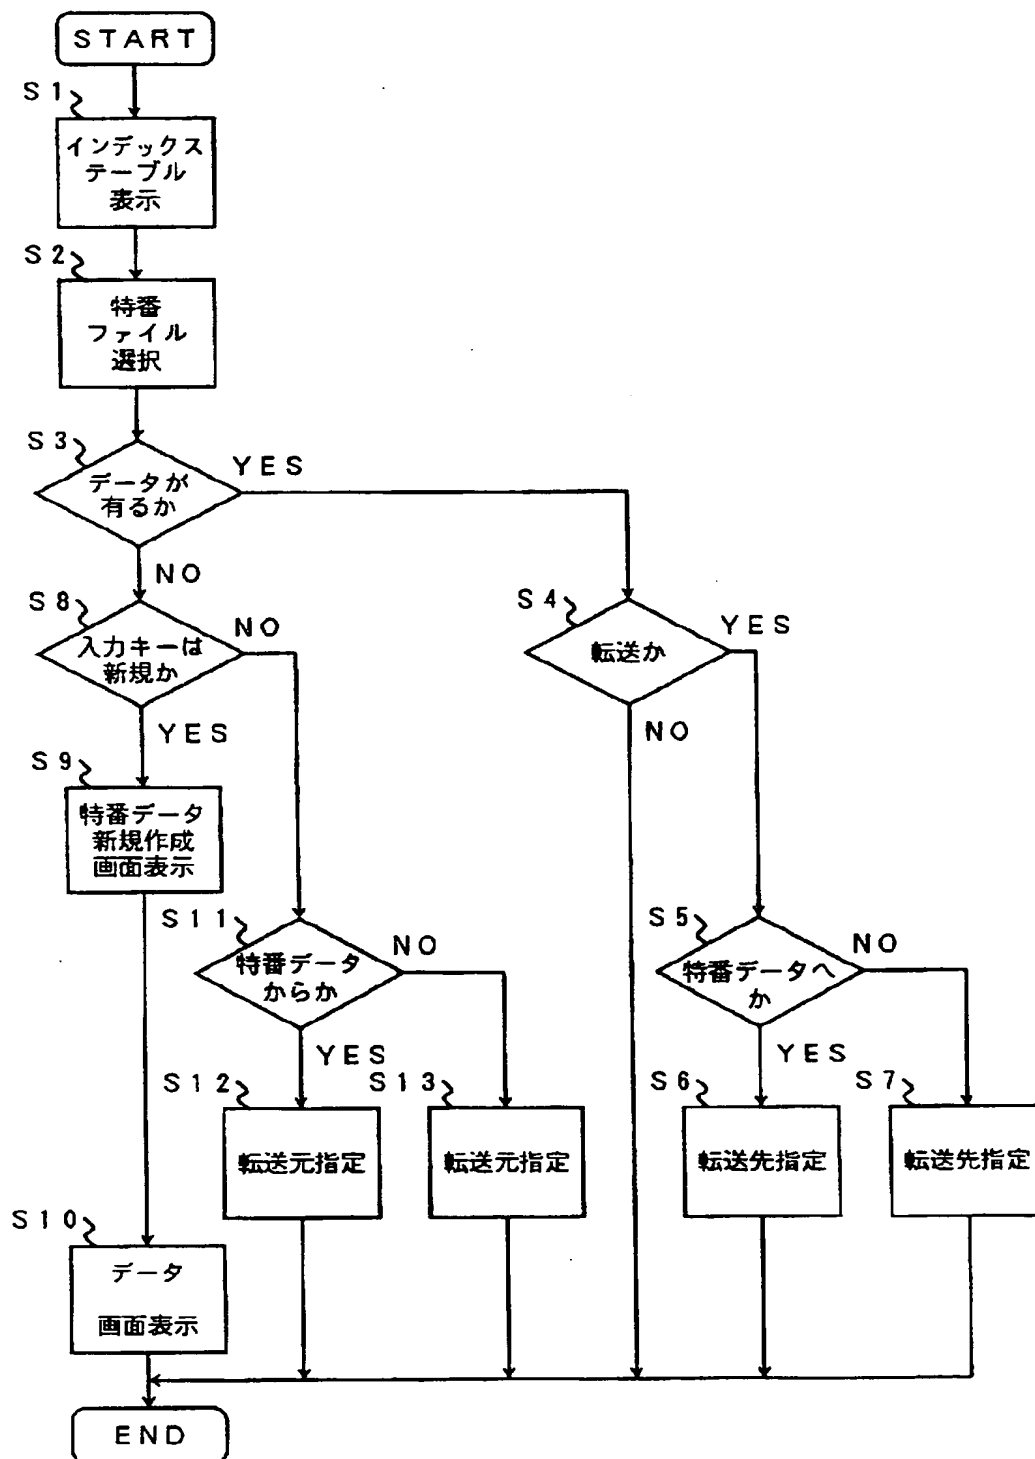 START
S1
インデックス
テーブル
表示
S2
特番
ファイル
選択
S3
データが
有るか
YES
NO
S8
入力キーは
新規か
NO
YES
S4
転送か
YES
NO
S9
特番データ
新規作成
画面表示
S11
特番データ
からか
NO
YES
S5
特番データへ
か
NO
YES
S12
転送元指定
S13
転送元指定
S6
転送先指定
S7
転送先指定
S10
データ
画面表示
END